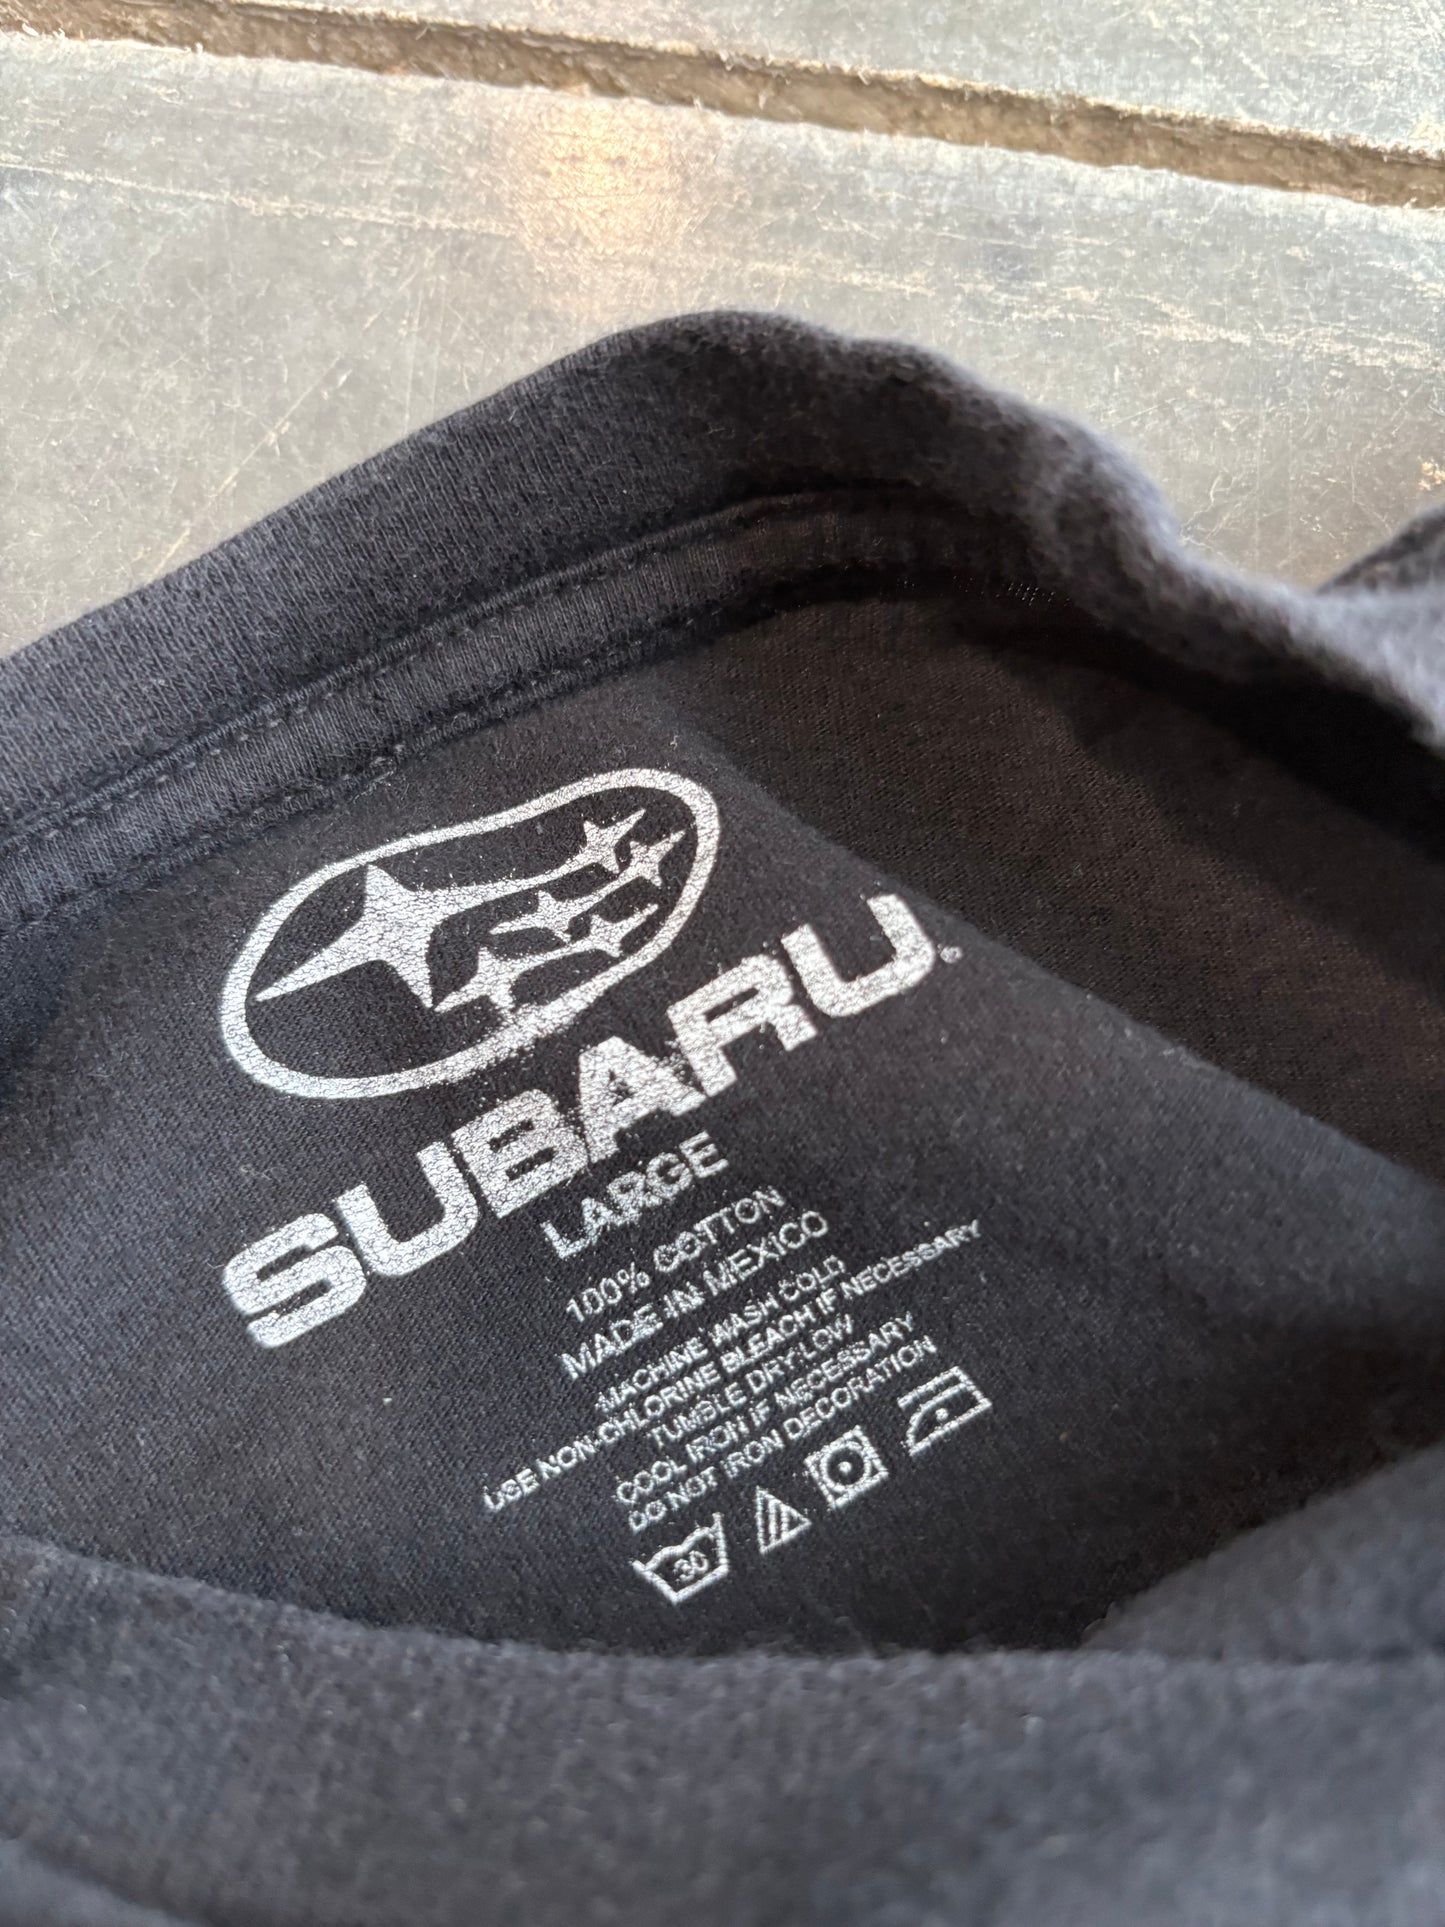 SUBARU®
LARGE
100% COTTON
MADE IN MEXICO
MACHINE WASH COLD
USE NON-CHLORINE BLEACH IF NECESSARY
TUMBLE DRY LOW
COOL IRON IF NECESSARY
DO NOT IRON DECORATION
30